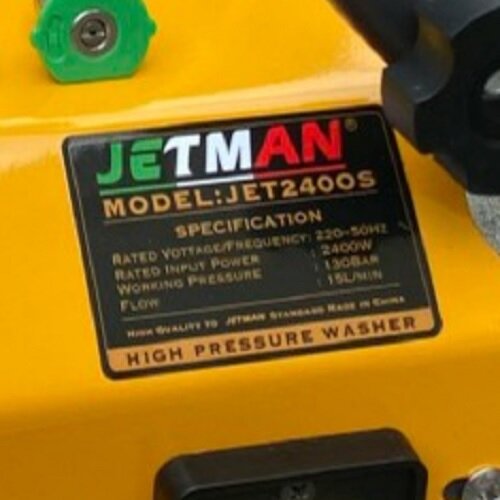 JETMAN®
MODEL:JET2400S
SPECIFICATION
RATED VOTTAGE/FREQUENCY: 220-50HZ
RATED INPUT POWER : 2400W
WORKING PRESSURE : 130BAR
FLOW : 15L/MIN
HIGH QUALITY TO JETMAN STANDARD MADE IN CHINA
HIGH PRESSURE WASHER